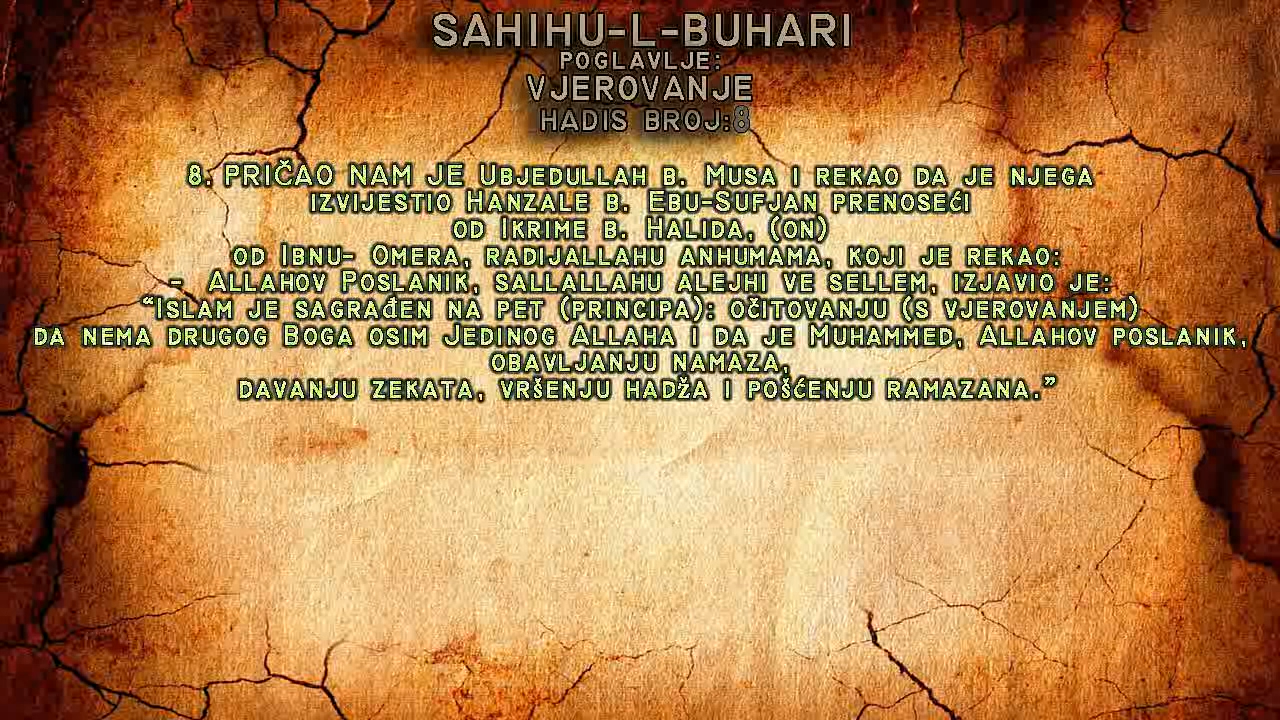 SAHIHU-L-BUHARI
POGLAVLJE:
VJEROVANJE
HADIS BROJ:8
8. PRIČAO NAM JE UBJEDULLAH B. MUSA I REKAO DA JE NJEGA
IZVIJESTIO HANZALE B. EBU-SUFJAN PRENOSEĆI
OD IKRIME B. HALIDA, (ON)
OD IBNU- OMERA, RADIJALLAHU ANHUMAMA, KOJI JE REKAO:
- ALLAHOV POSLANIK, SALLALLAHU ALEJHI VE SELLEM, IZJAVIO JE:
“ISLAM JE SAGRAĐEN NA PET (PRINCIPA): OČITOVANJU (S VJEROVANJEM)
DA NEMA DRUGOG BOGA OSIM JEDINOG ALLAHA I DA JE MUHAMMED, ALLAHOV POSLANIK,
OBAVLJANJU NAMAZA,
DAVANJU ZEKATA, VRŠENJU HADŽA I POŠĆENJU RAMAZANA.”